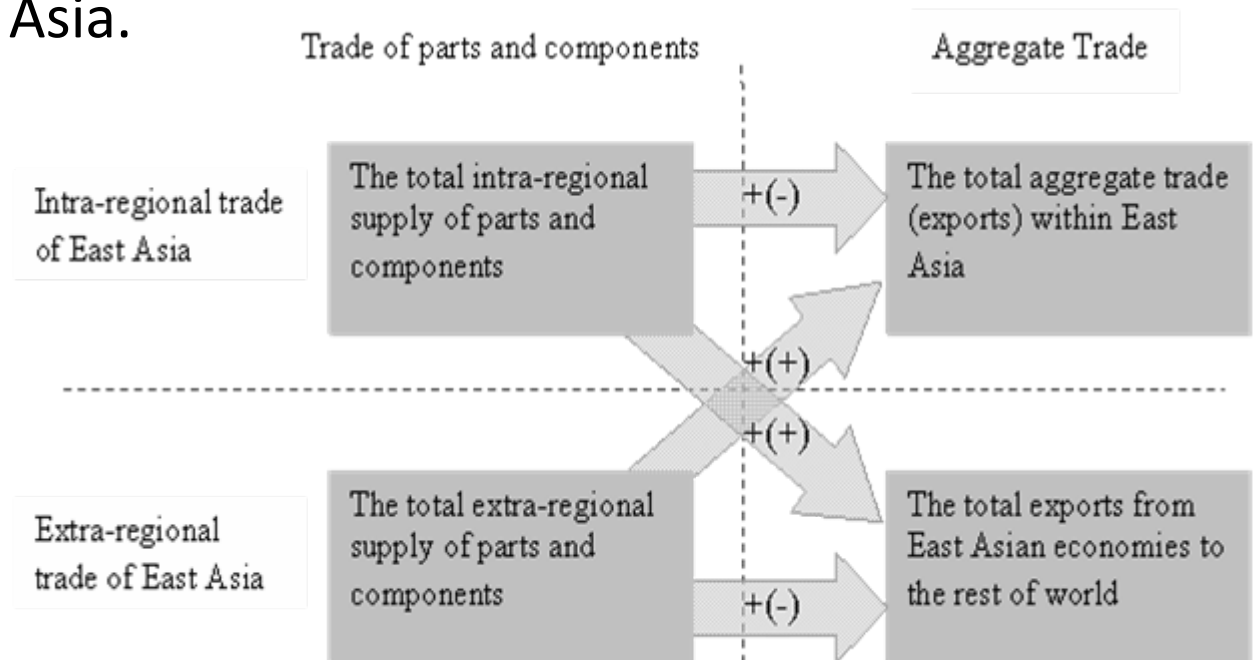 Asia.
Trade of parts and components
Aggregate Trade
Intra-regional trade
of East Asia
The total intra-regional
supply of parts and
components
+(-)
The total aggregate trade
(exports) within East
Asia
+(+)
+(+)
Extra-regional
trade of East Asia
The total extra-regional
supply of parts and
components
+(-)
The total exports from
East Asian economies to
the rest of world